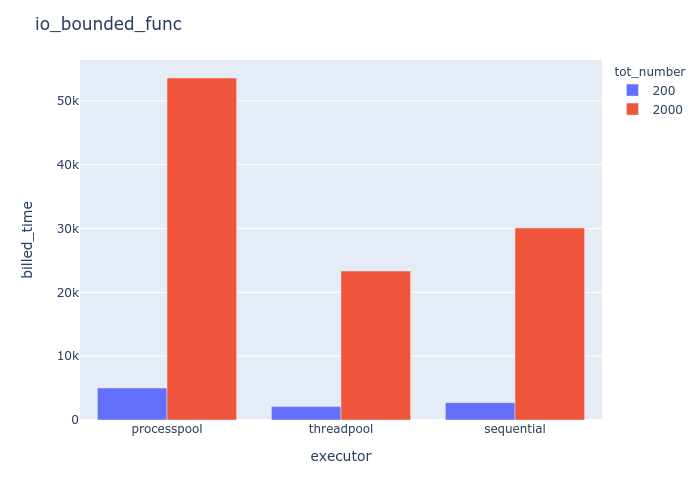 io_bounded_func
tot_number
200
2000
50k
40k
30k
20k
10k
0
billed_time
processpool
threadpool
sequential
executor